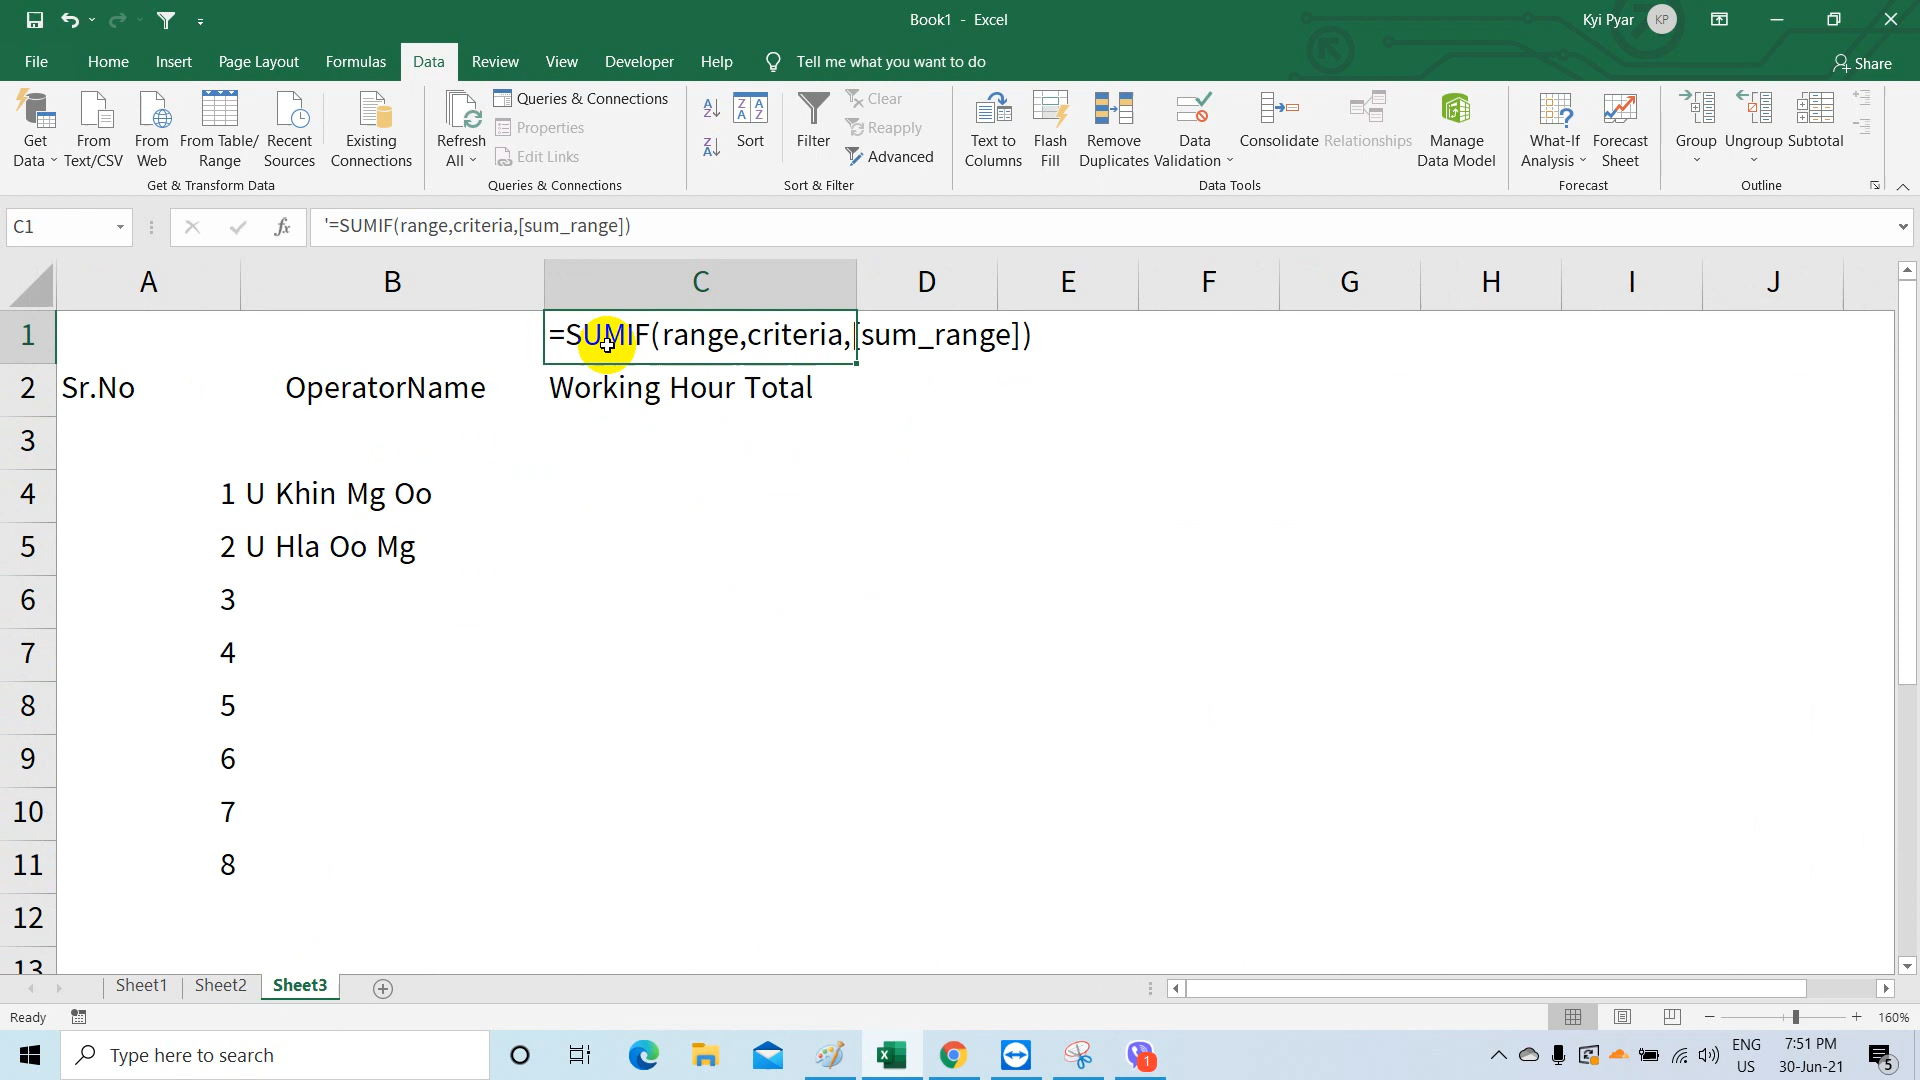 Book1 - Excel
Kyi Pyar
KP
File Home Insert Page Layout Formulas Data Review View Developer Help Tell me what you want to do
Share
Get Data
From Text/CSV
From Web
From Table/ Range
Recent Sources
Existing Connections
Get & Transform Data
Refresh All
Queries & Connections
Properties
Edit Links
Queries & Connections
Sort
Filter
Clear
Reapply
Advanced
Sort & Filter
Text to Columns
Flash Fill
Remove Duplicates
Data Validation
Consolidate
Relationships
Manage Data Model
Data Tools
What-If Analysis
Forecast Sheet
Forecast
Group
Ungroup
Subtotal
Outline
C1 fx '=SUMIF(range,criteria,[sum_range])
A B C D E F G H I J
1 =SUMIF(range,criteria,[sum_range])
2 Sr.No OperatorName Working Hour Total
3
4 1 U Khin Mg Oo
5 2 U Hla Oo Mg
6 3
7 4
8 5
9 6
10 7
11 8
12
13
Sheet1 Sheet2 Sheet3
Ready 160%
Type here to search
1
ENG
US
7:51 PM
30-Jun-21
5